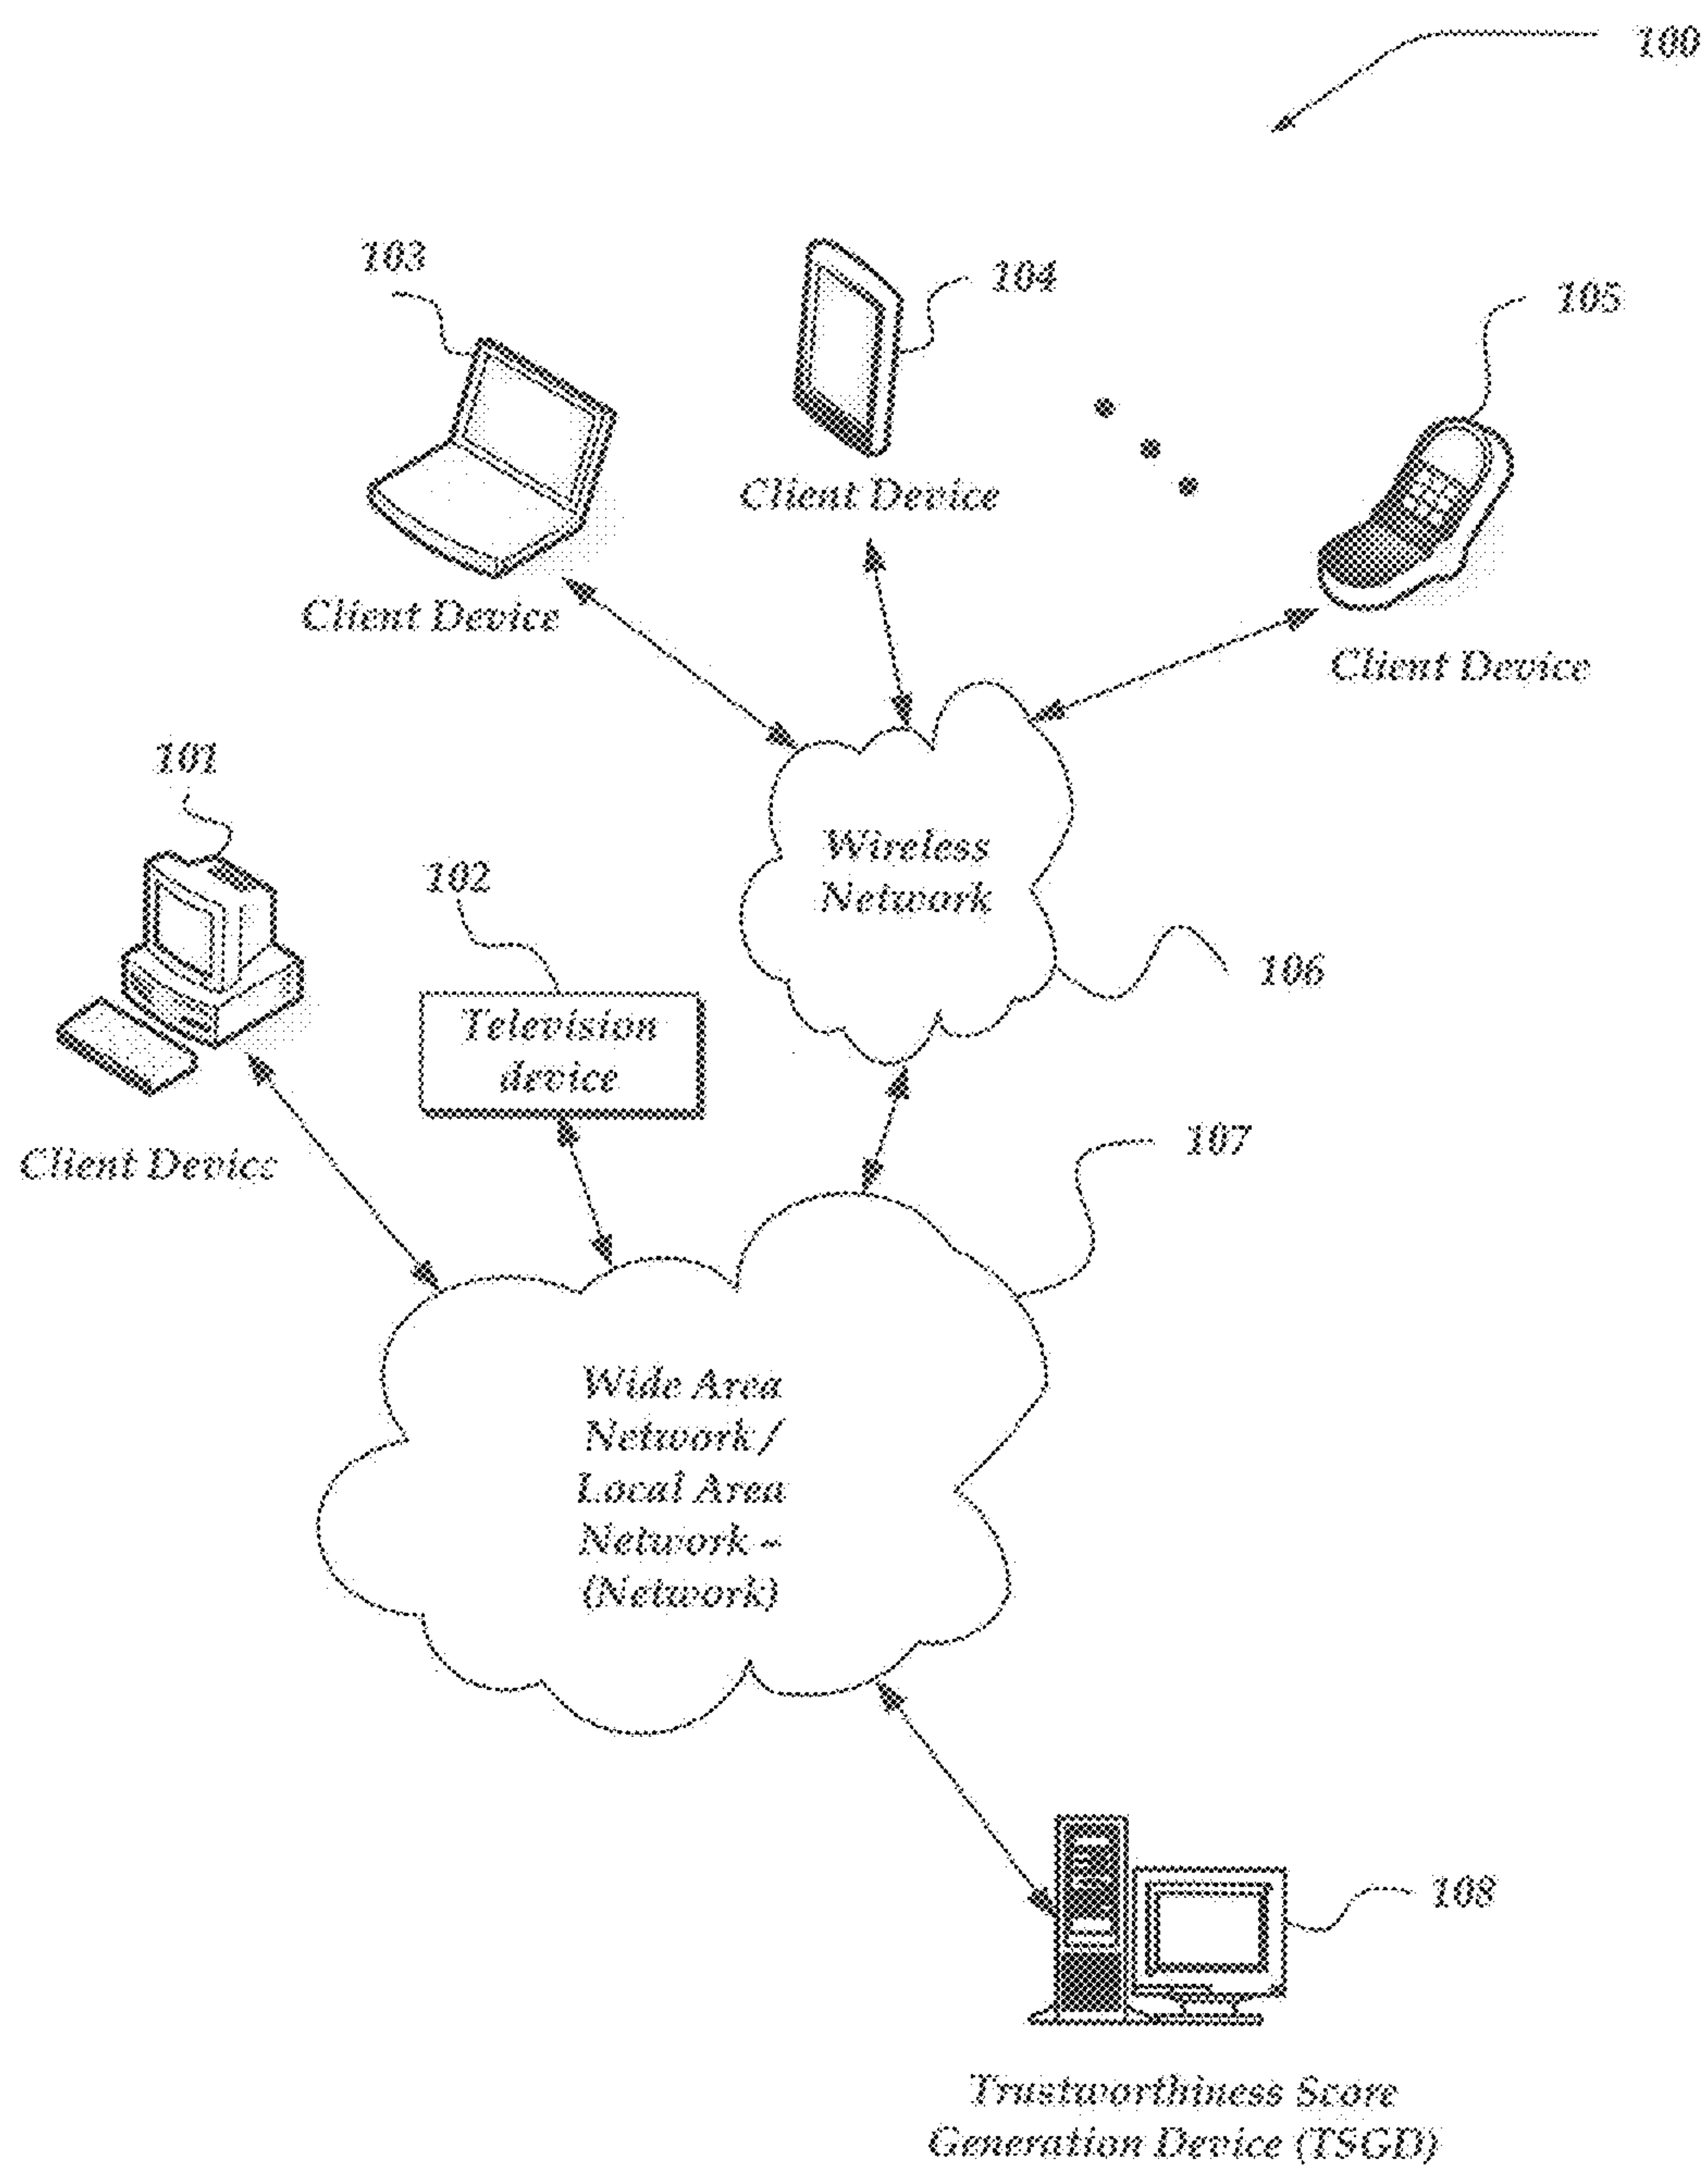 100
103
104
105
Client Device
Client Device
Client Device
101
102
Wireless
Network
106
Television
device
107
Client Device
Wide Area
Network/
Local Area
Network -
(Network)
108
Trustworthiness Score
Generation Device (TSGD)